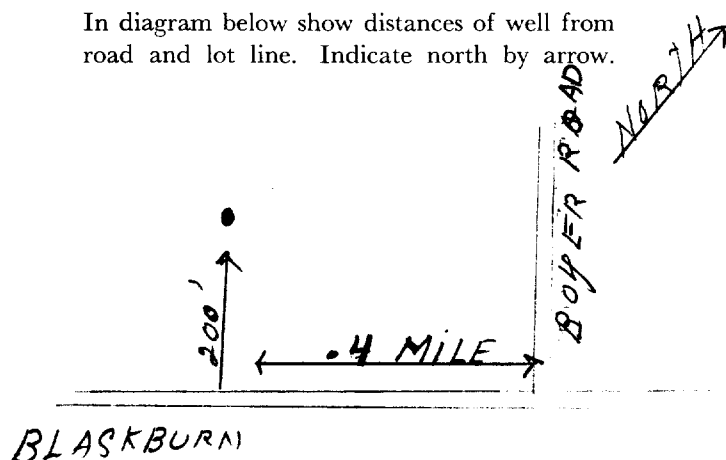 In diagram below show distances of well from
road and lot line. Indicate north by arrow.
NORTH
BOYER ROAD
200'
.4 MILE
BLASKBURN